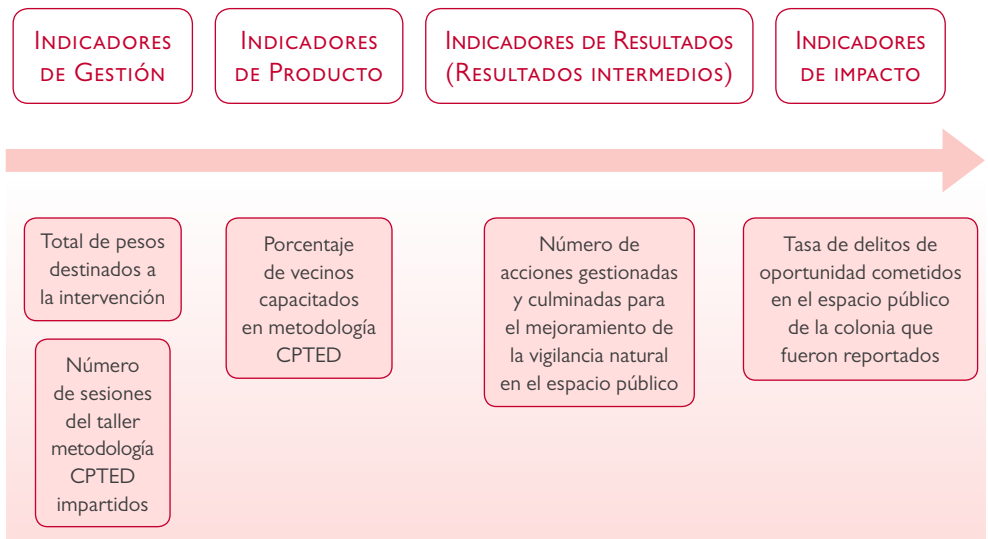 Indicadores
de Gestión
Indicadores
de Producto
Indicadores de Resultados
(Resultados intermedios)
Indicadores
de impacto
Total de pesos
destinados a
la intervención
Número
de sesiones
del taller
metodología
CPTED
impartidos
Porcentaje
de vecinos
capacitados
en metodología
CPTED
Número de
acciones gestionadas
y culminadas para
el mejoramiento de
la vigilancia natural
en el espacio público
Tasa de delitos de
oportunidad cometidos
en el espacio público
de la colonia que
fueron reportados